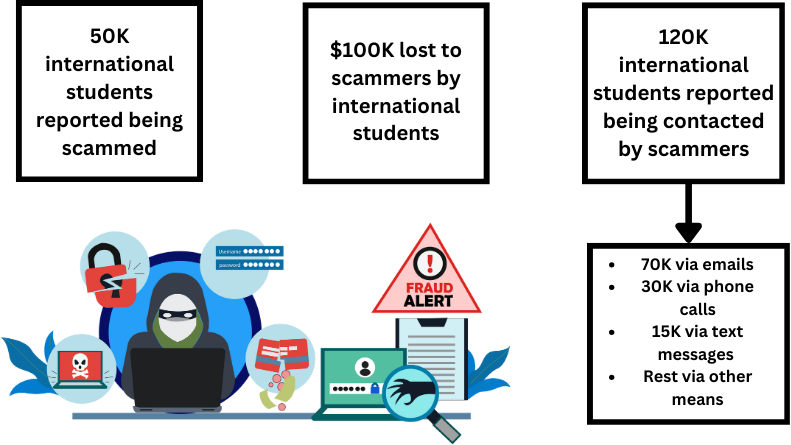 50K
international
students
reported being
scammed
$100K lost to
scammers by
international
students
120K
international
students reported
being contacted
by scammers
• 70K via emails
• 30K via phone
calls
• 15K via text
messages
• Rest via other
means
Username
password
FRAUD
ALERT